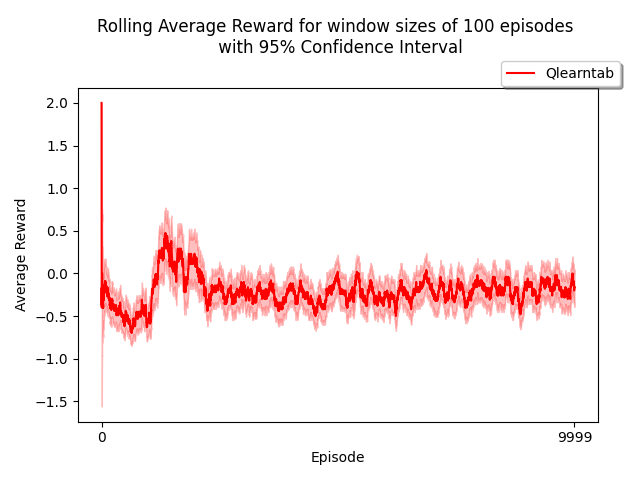 Rolling Average Reward for window sizes of 100 episodes
with 95% Confidence Interval
Qlearntab
2.0
1.5
1.0
0.5
0.0
−0.5
−1.0
−1.5
Average Reward
0
9999
Episode